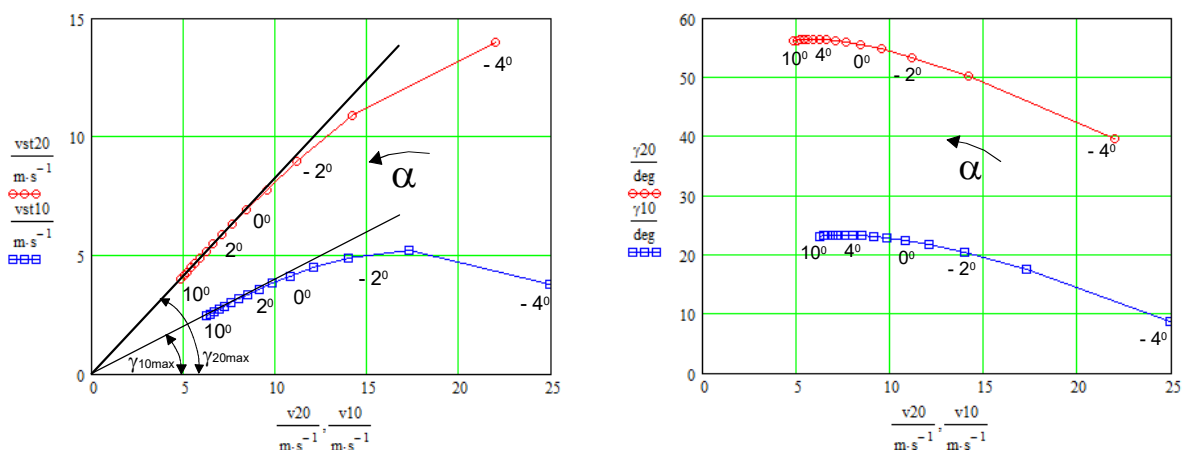 15
10
5
0
vst20
m·s⁻¹
vst10
m·s⁻¹
- 4⁰
- 2⁰
α
0⁰
2⁰
10⁰
- 2⁰
0⁰
2⁰
10⁰
- 4⁰
γ10max
γ20max
0 5 10 15 20 25
v20 , v10
m·s⁻¹ m·s⁻¹
60
50
40
30
20
10
0
γ20
deg
γ10
deg
10⁰ 4⁰ 0⁰ - 2⁰
- 4⁰
α
10⁰ 4⁰ 0⁰ - 2⁰
- 4⁰
0 5 10 15 20 25
v20 , v10
m·s⁻¹ m·s⁻¹